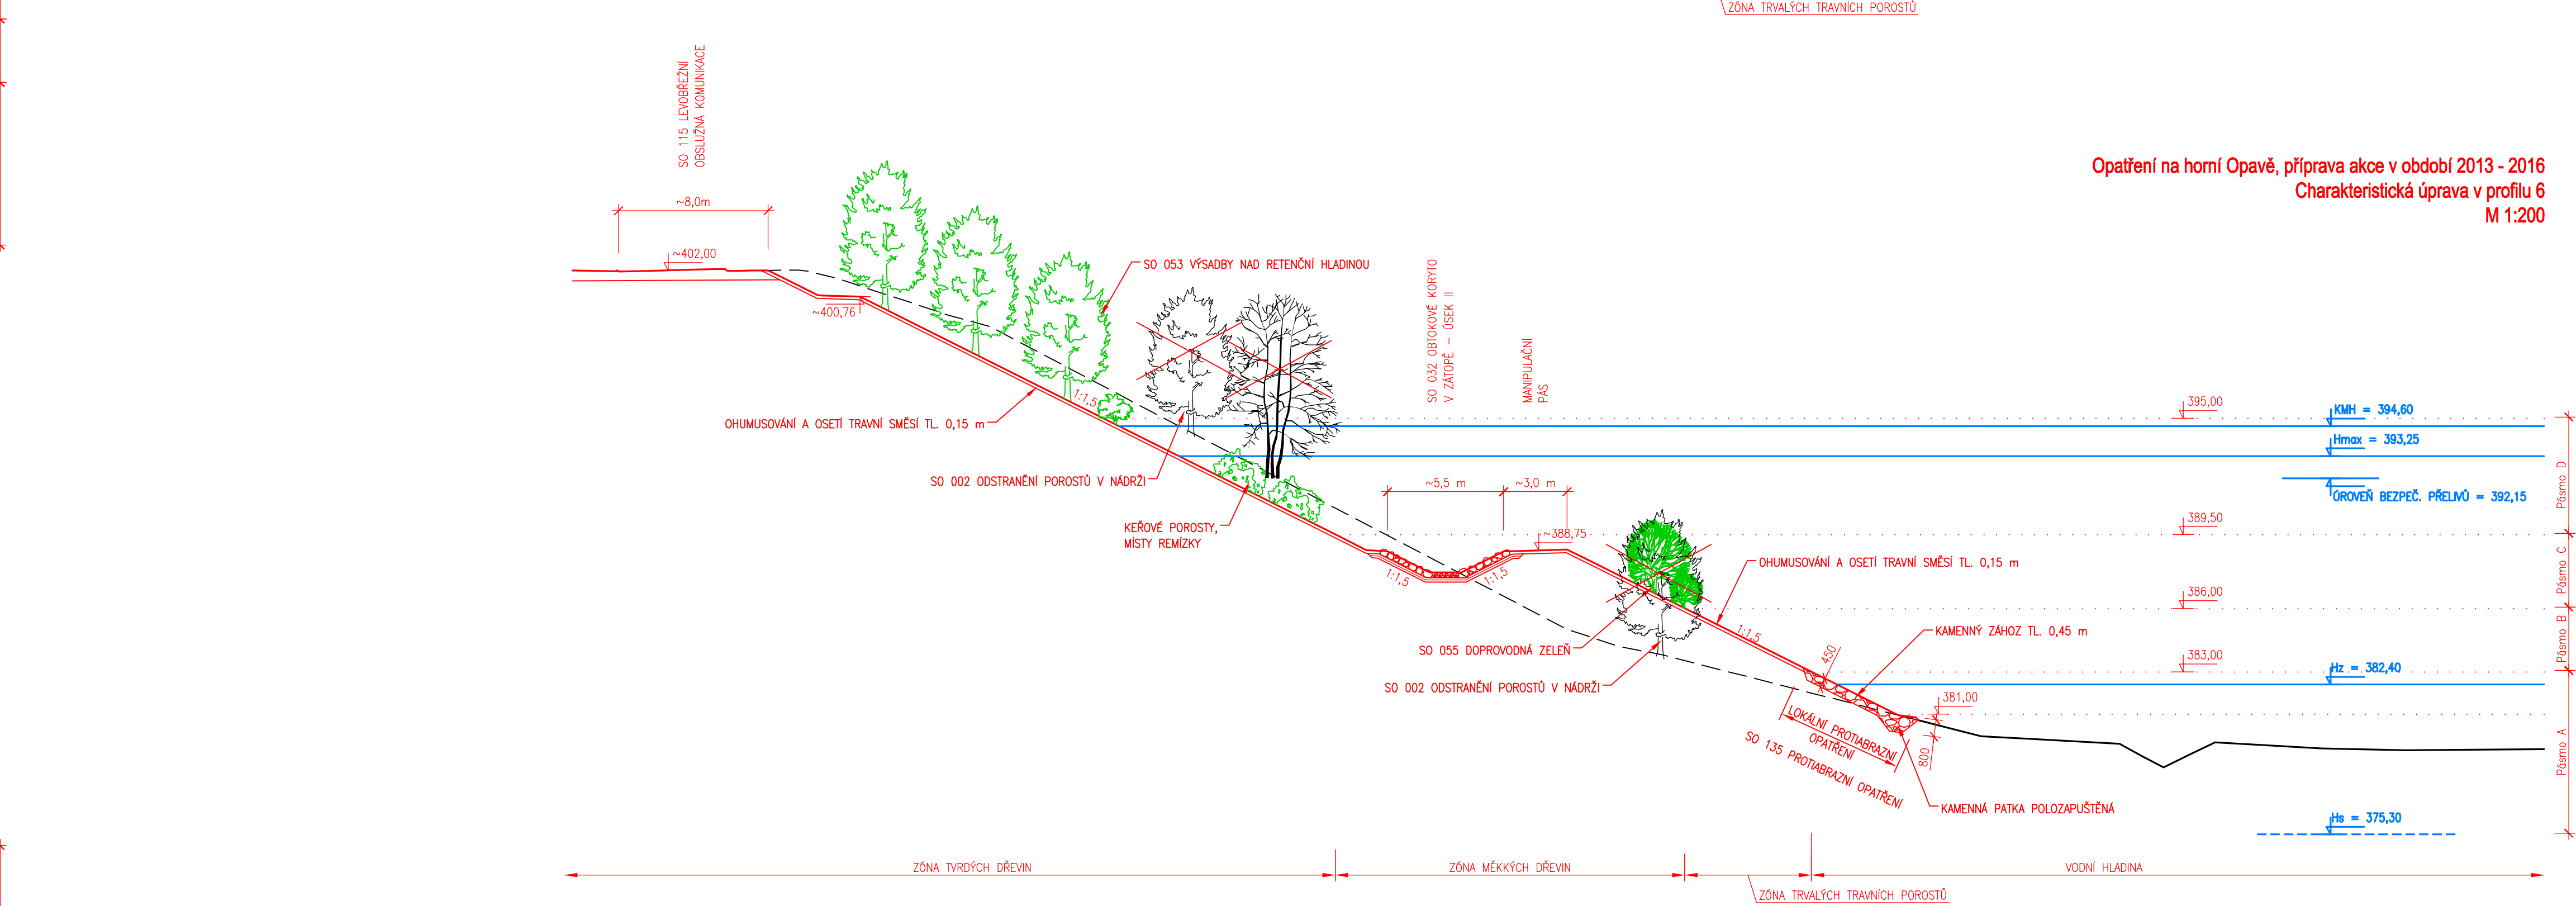 ZÓNA TRVALÝCH TRAVNÍCH POROSTŮ
SO 115 LEVOBŘEŽNÍ
OBSLUŽNÁ KOMUNIKACE
Opatření na horní Opavě, příprava akce v období 2013 - 2016
Charakteristická úprava v profilu 6
M 1:200
~8,0m
~402,00
SO 053 VÝSADBY NAD RETENČNÍ HLADINOU
~400,76
SO 032 OBTOKOVÉ KORYTO
V ZÁTOPĚ – ÚSEK II
MANIPULAČNÍ
PÁS
1:1,5
395,00
KMH = 394,60
OHUMUSOVÁNÍ A OSETÍ TRAVNÍ SMĚSÍ TL. 0,15 m
Hmax = 393,25
SO 002 ODSTRANĚNÍ POROSTŮ V NÁDRŽI
~5,5 m
~3,0 m
ÚROVEŇ BEZPEČ. PŘELIVŮ = 392,15
Pásmo D
KEŘOVÉ POROSTY,
MÍSTY REMÍZKY
389,50
~388,75
OHUMUSOVÁNÍ A OSETÍ TRAVNÍ SMĚSÍ TL. 0,15 m
1:1,5
1:1,5
Pásmo C
386,00
1:1,5
KAMENNÝ ZÁHOZ TL. 0,45 m
Pásmo B
SO 055 DOPROVODNÁ ZELEŇ
450
383,00
Hz = 382,40
SO 002 ODSTRANĚNÍ POROSTŮ V NÁDRŽI
381,00
LOKÁLNÍ PROTIABRAZNÍ
OPATŘENÍ
SO 135 PROTIABRAZNÍ OPATŘENÍ
800
Pásmo A
KAMENNÁ PATKA POLOZAPUŠTĚNÁ
Hs = 375,30
ZÓNA TVRDÝCH DŘEVIN
ZÓNA MĚKKÝCH DŘEVIN
VODNÍ HLADINA
ZÓNA TRVALÝCH TRAVNÍCH POROSTŮ